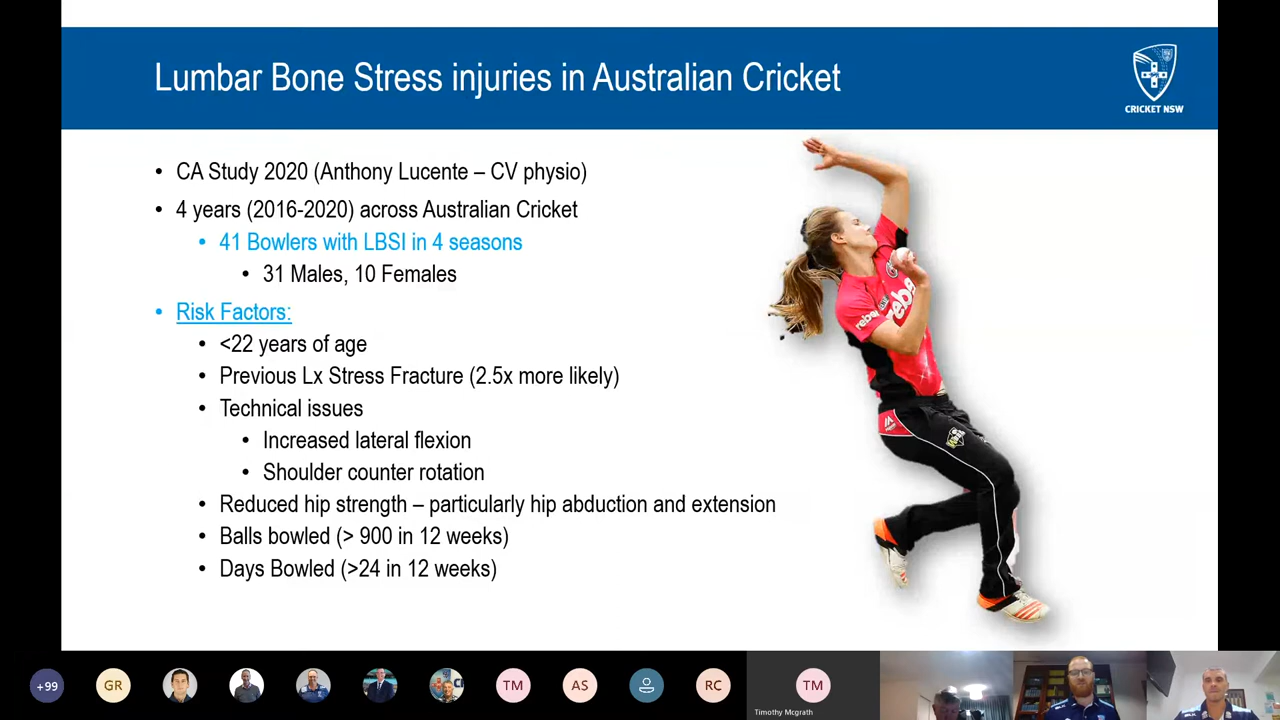 Lumbar Bone Stress injuries in Australian Cricket
CRICKET NSW
• CA Study 2020 (Anthony Lucente – CV physio)
• 4 years (2016-2020) across Australian Cricket
• 41 Bowlers with LBSI in 4 seasons
• 31 Males, 10 Females
• Risk Factors:
• <22 years of age
• Previous Lx Stress Fracture (2.5x more likely)
• Technical issues
• Increased lateral flexion
• Shoulder counter rotation
• Reduced hip strength – particularly hip abduction and extension
• Balls bowled (> 900 in 12 weeks)
• Days Bowled (>24 in 12 weeks)
rebel
rebel
+99
GR
TM
AS
RC
TM
Timothy Mcgrath